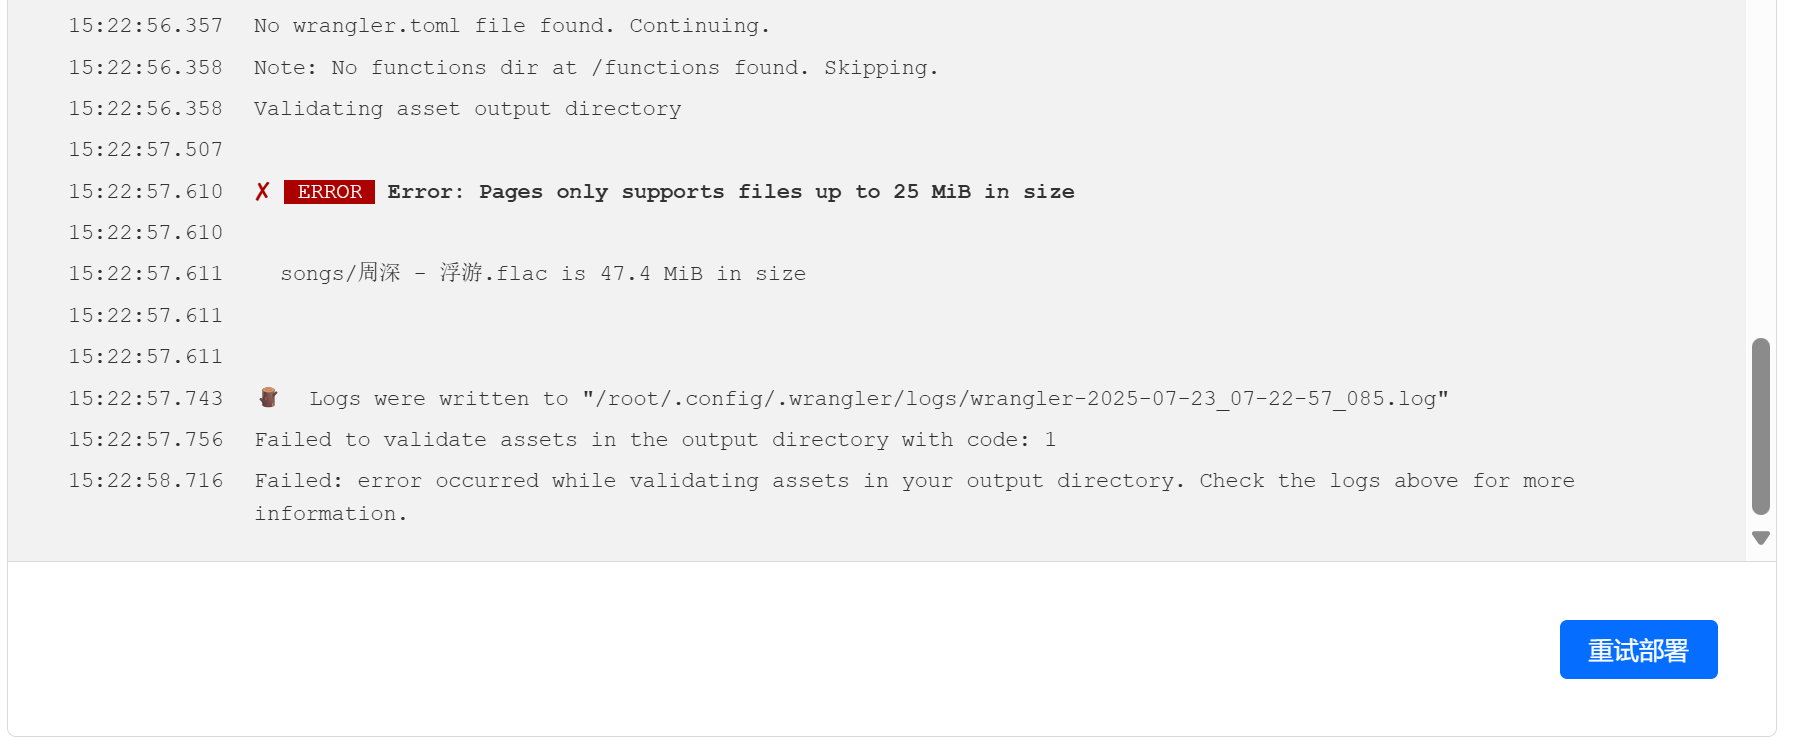 15:22:56.357 No wrangler.toml file found. Continuing.
15:22:56.358 Note: No functions dir at /functions found. Skipping.
15:22:56.358 Validating asset output directory
15:22:57.507
15:22:57.610 ✗ ERROR Error: Pages only supports files up to 25 MiB in size
15:22:57.610
15:22:57.611 songs/周深 - 浮游.flac is 47.4 MiB in size
15:22:57.611
15:22:57.611
15:22:57.743 🪵 Logs were written to "/root/.config/.wrangler/logs/wrangler-2025-07-23_07-22-57_085.log"
15:22:57.756 Failed to validate assets in the output directory with code: 1
15:22:58.716 Failed: error occurred while validating assets in your output directory. Check the logs above for more
information.
重试部署